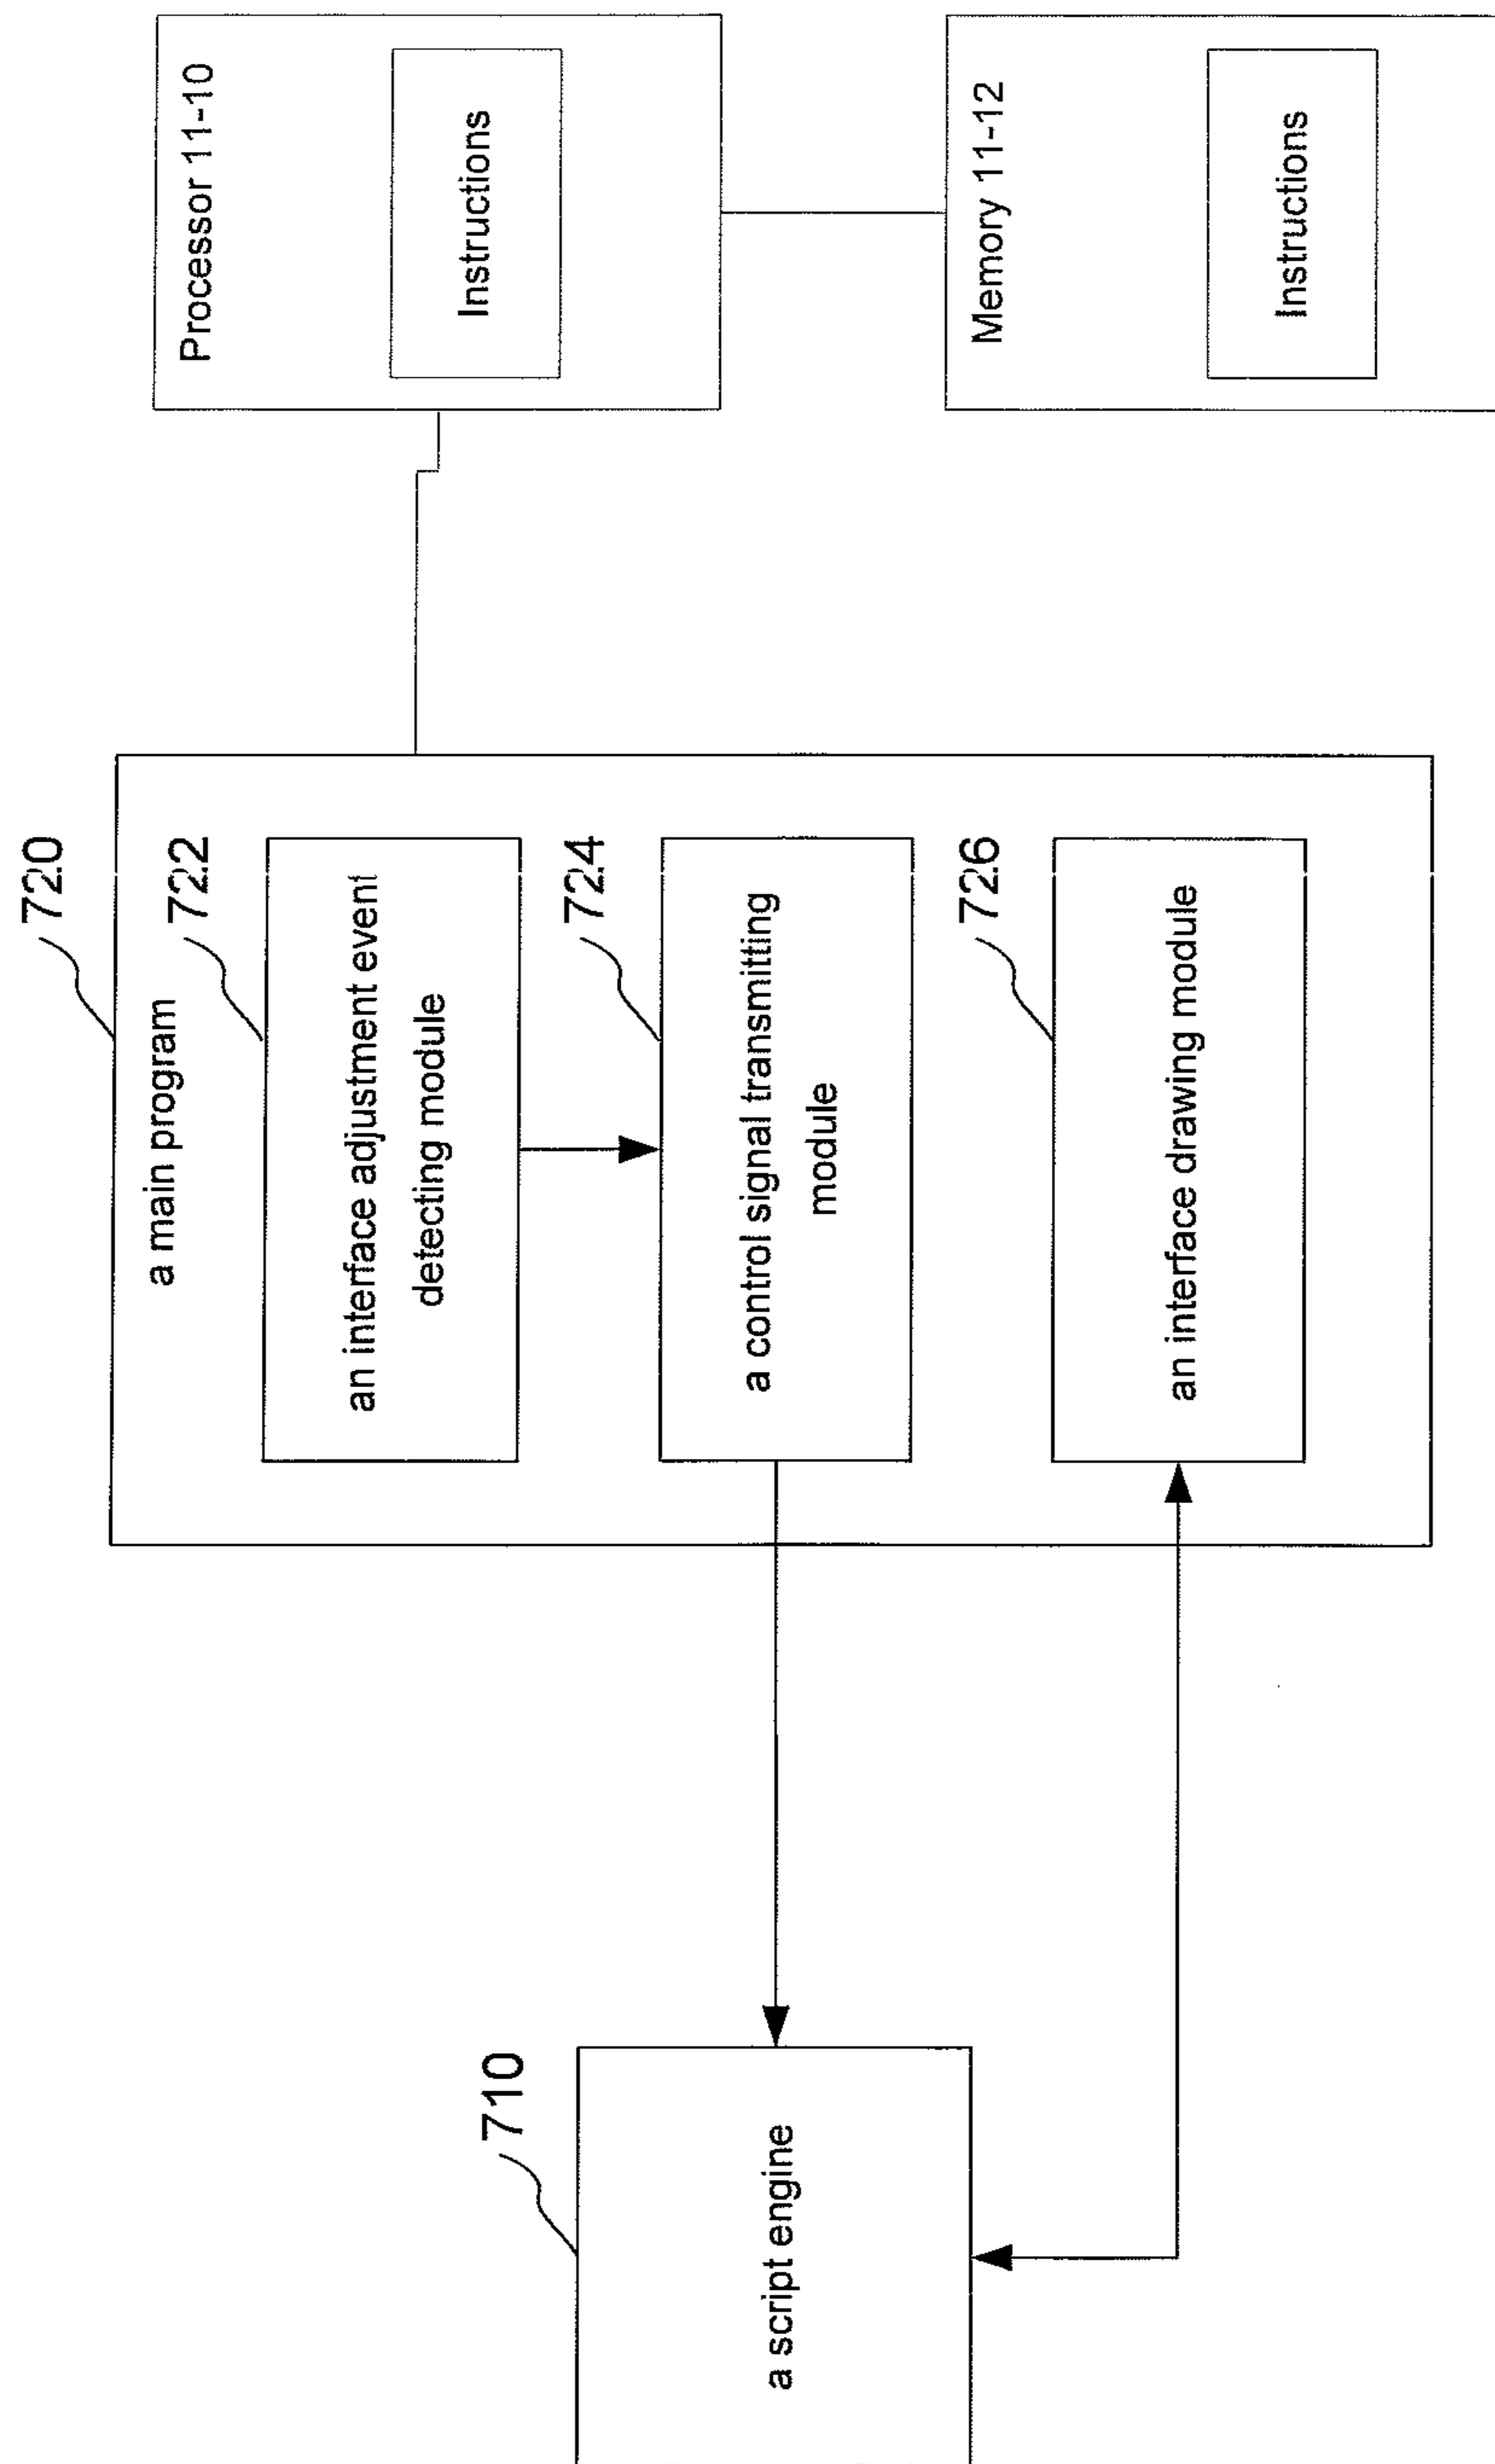 710
a script engine
720
a main program
722
an interface adjustment event
detecting module
724
a control signal transmitting
module
726
an interface drawing module
Processor 11-10
Instructions
Memory 11-12
Instructions